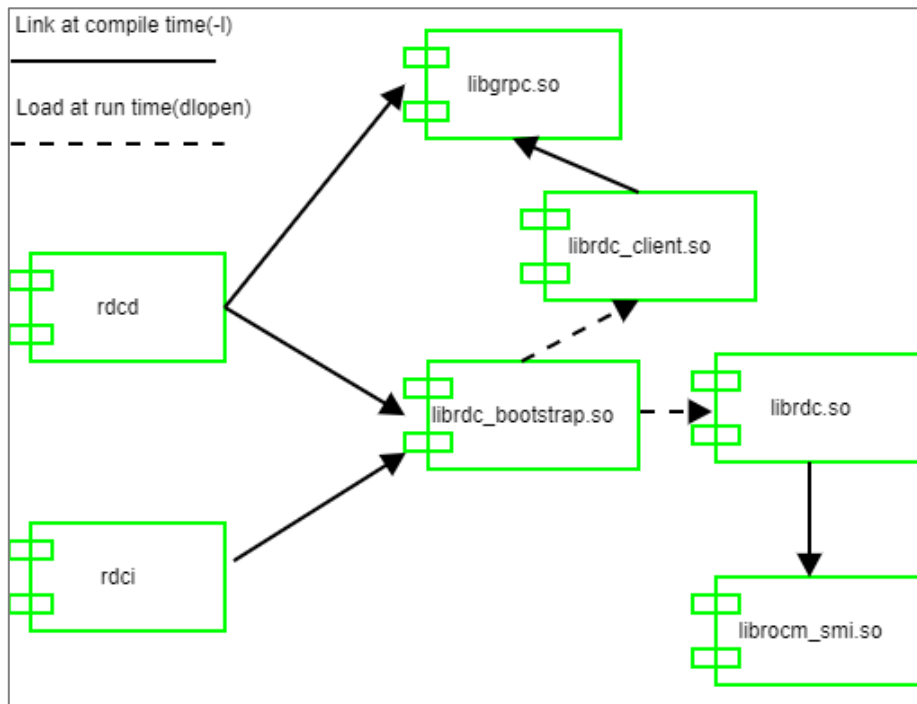 Link at compile time(-l)
Load at run time(dlopen)
libgrpc.so
librdc_client.so
rdcd
librdc_bootstrap.so
librdc.so
rdci
librocm_smi.so